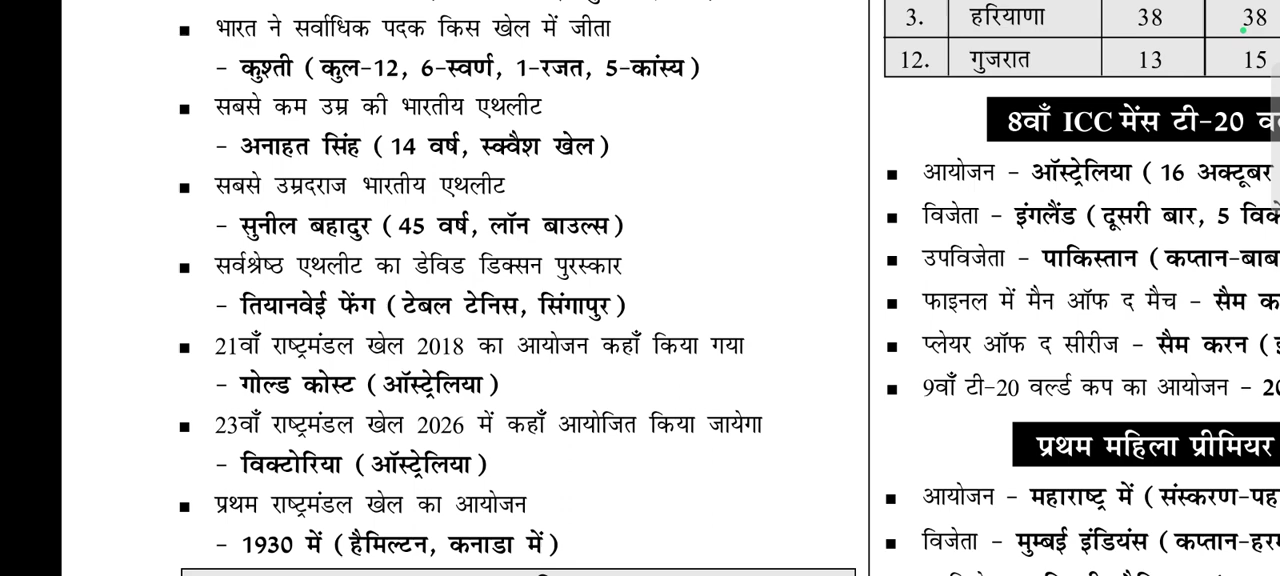 भारत ने सर्वाधिक पदक किस खेल में जीता
– कुश्ती ( कुल-12, 6-स्वर्ण, 1-रजत, 5-कांस्य )
सबसे कम उम्र की भारतीय एथलीट
– अनाहत सिंह ( 14 वर्ष, स्क्वैश खेल )
सबसे उम्रदराज भारतीय एथलीट
– सुनील बहादुर ( 45 वर्ष, लॉन बाउल्स )
सर्वश्रेष्ठ एथलीट का डेविड डिक्सन पुरस्कार
– तियानवेई फेंग ( टेबल टेनिस, सिंगापुर )
21वाँ राष्ट्रमंडल खेल 2018 का आयोजन कहाँ किया गया
– गोल्ड कोस्ट ( ऑस्ट्रेलिया )
23वाँ राष्ट्रमंडल खेल 2026 में कहाँ आयोजित किया जायेगा
– विक्टोरिया ( ऑस्ट्रेलिया )
प्रथम राष्ट्रमंडल खेल का आयोजन
– 1930 में ( हैमिल्टन, कनाडा में )
3. हरियाणा 38 38
12. गुजरात 13 15
8वाँ ICC मेंस टी-20
आयोजन – ऑस्ट्रेलिया ( 16 अक्टूबर
विजेता – इंगलैंड ( दूसरी बार, 5
उपविजेता – पाकिस्तान ( कप्तान-
फाइनल में मैन ऑफ द मैच – सैम
प्लेयर ऑफ द सीरीज – सैम करन (
9वाँ टी-20 वर्ल्ड कप का आयोजन –
प्रथम महिला प्रीमियर
आयोजन – महाराष्ट्र में ( संस्करण-
विजेता – मुम्बई इंडियंस ( कप्तान-